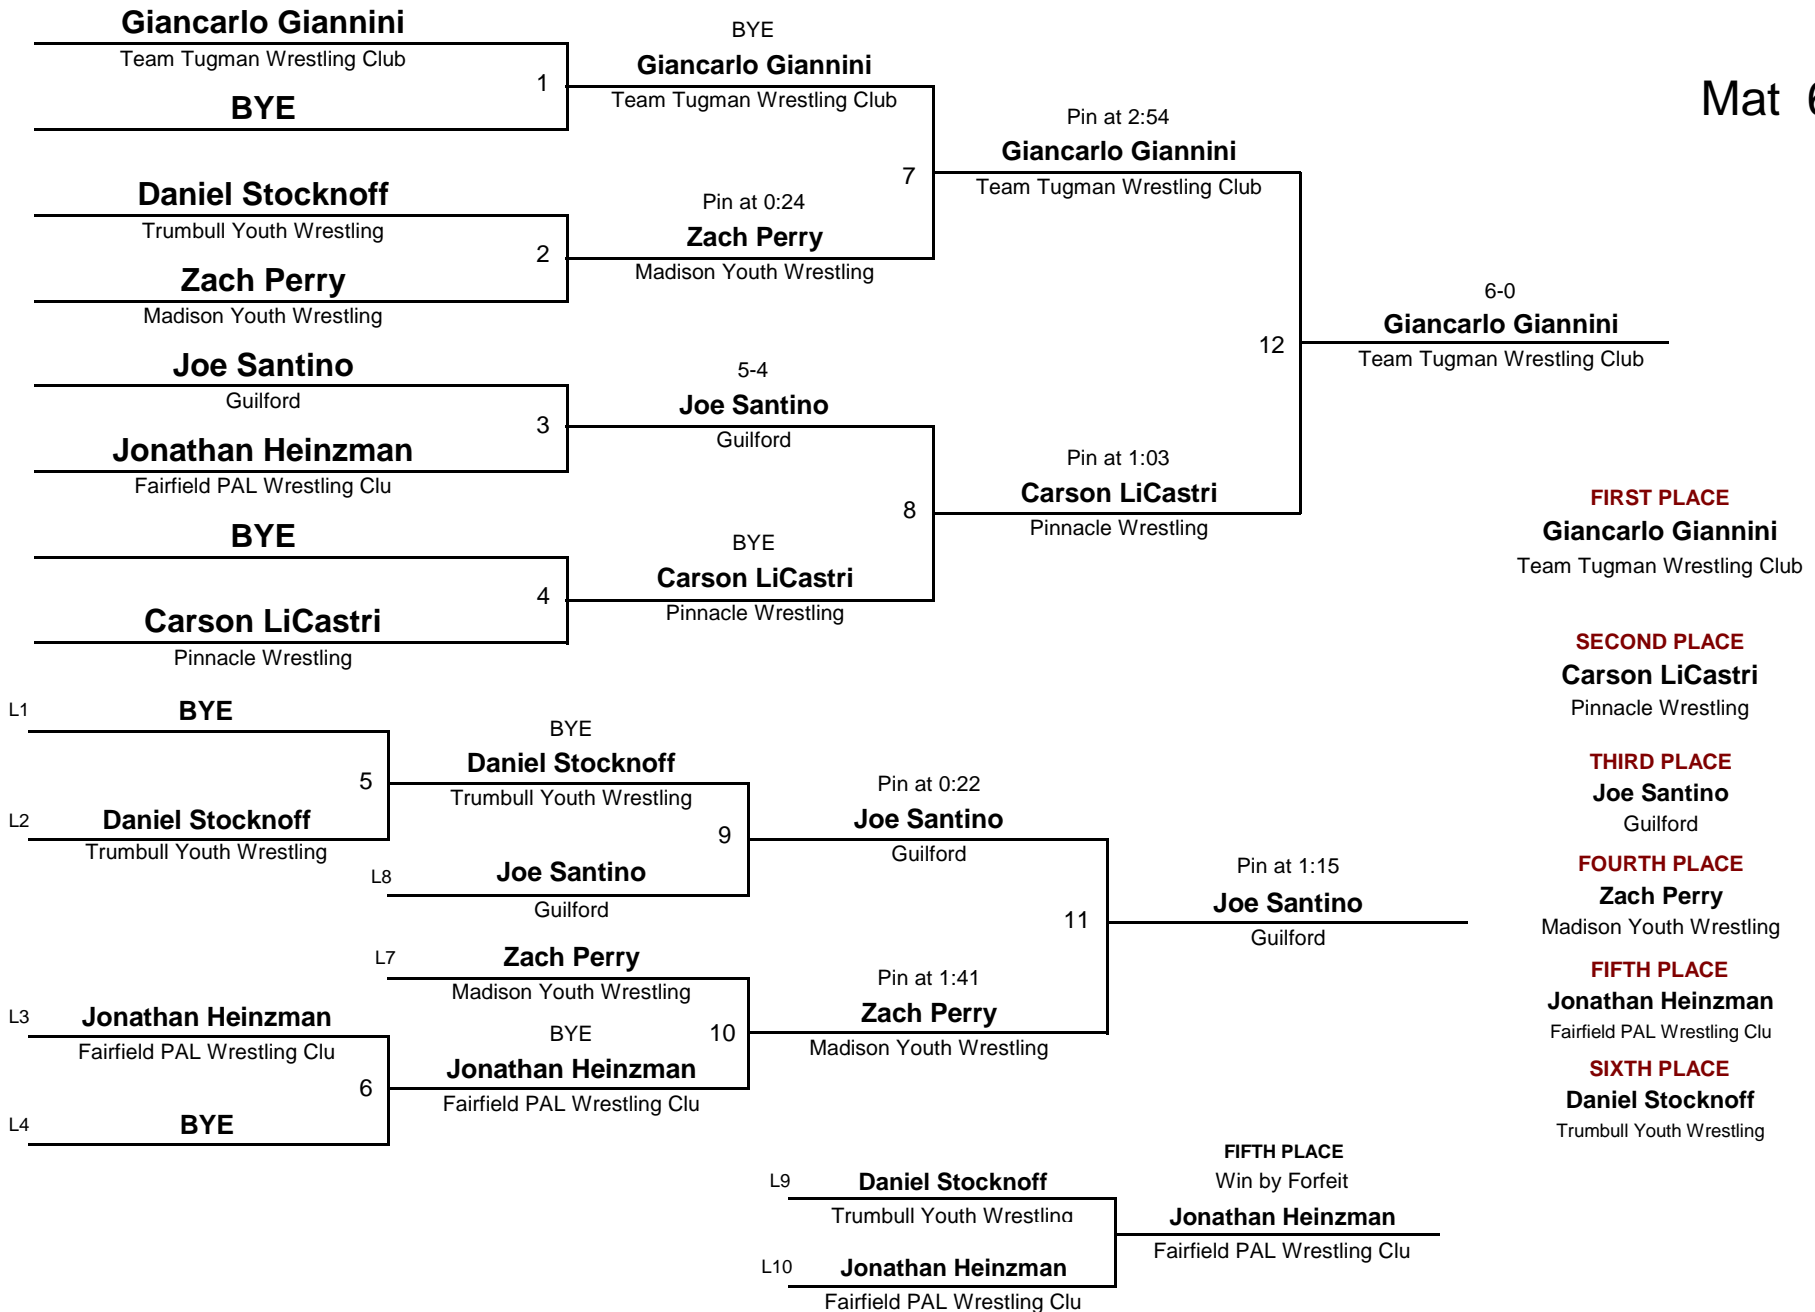 Giancarlo Giannini
Team Tugman Wrestling Club
1
BYE
BYE
Giancarlo Giannini
Team Tugman Wrestling Club
Mat 6
Daniel Stocknoff
Trumbull Youth Wrestling
2
Zach Perry
Madison Youth Wrestling
Pin at 0:24
Zach Perry
Madison Youth Wrestling
7
Pin at 2:54
Giancarlo Giannini
Team Tugman Wrestling Club
Joe Santino
Guilford
3
Jonathan Heinzman
Fairfield PAL Wrestling Clu
5-4
Joe Santino
Guilford
BYE
4
Carson LiCastri
Pinnacle Wrestling
BYE
Carson LiCastri
Pinnacle Wrestling
8
Pin at 1:03
Carson LiCastri
Pinnacle Wrestling
12
6-0
Giancarlo Giannini
Team Tugman Wrestling Club
FIRST PLACE
Giancarlo Giannini
Team Tugman Wrestling Club
SECOND PLACE
Carson LiCastri
Pinnacle Wrestling
THIRD PLACE
Joe Santino
Guilford
FOURTH PLACE
Zach Perry
Madison Youth Wrestling
FIFTH PLACE
Jonathan Heinzman
Fairfield PAL Wrestling Clu
SIXTH PLACE
Daniel Stocknoff
Trumbull Youth Wrestling
L1
BYE
5
L2
Daniel Stocknoff
Trumbull Youth Wrestling
BYE
Daniel Stocknoff
Trumbull Youth Wrestling
9
L8
Joe Santino
Guilford
Pin at 0:22
Joe Santino
Guilford
L7
Zach Perry
Madison Youth Wrestling
L3
Jonathan Heinzman
Fairfield PAL Wrestling Clu
6
L4
BYE
BYE
10
Jonathan Heinzman
Fairfield PAL Wrestling Clu
Pin at 1:41
Zach Perry
Madison Youth Wrestling
11
Pin at 1:15
Joe Santino
Guilford
L9
Daniel Stocknoff
Trumbull Youth Wrestling
L10
Jonathan Heinzman
Fairfield PAL Wrestling Clu
FIFTH PLACE
Win by Forfeit
Jonathan Heinzman
Fairfield PAL Wrestling Clu